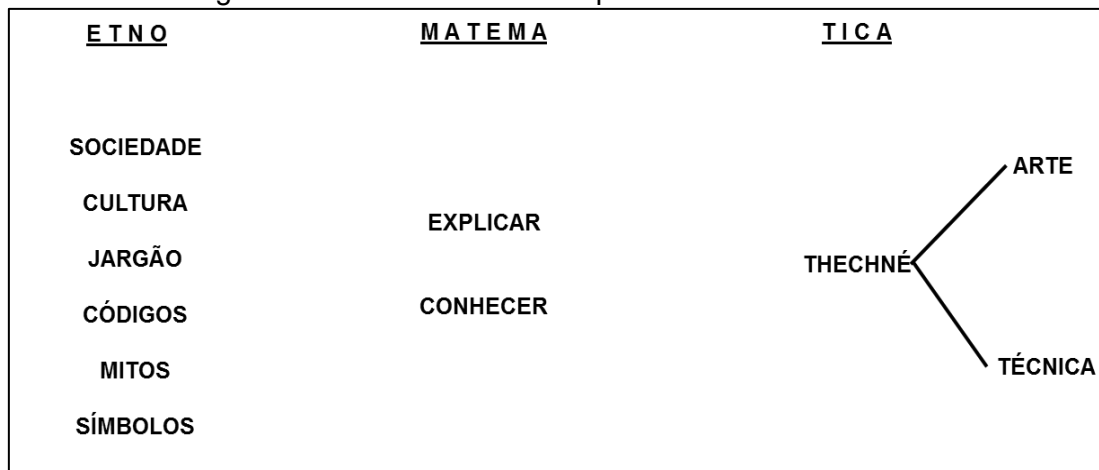 E T N O
M A T E M A
T I C A
SOCIEDADE
CULTURA
JARGÃO
CÓDIGOS
MITOS
SÍMBOLOS
EXPLICAR
CONHECER
THECHNÉ
ARTE
TÉCNICA